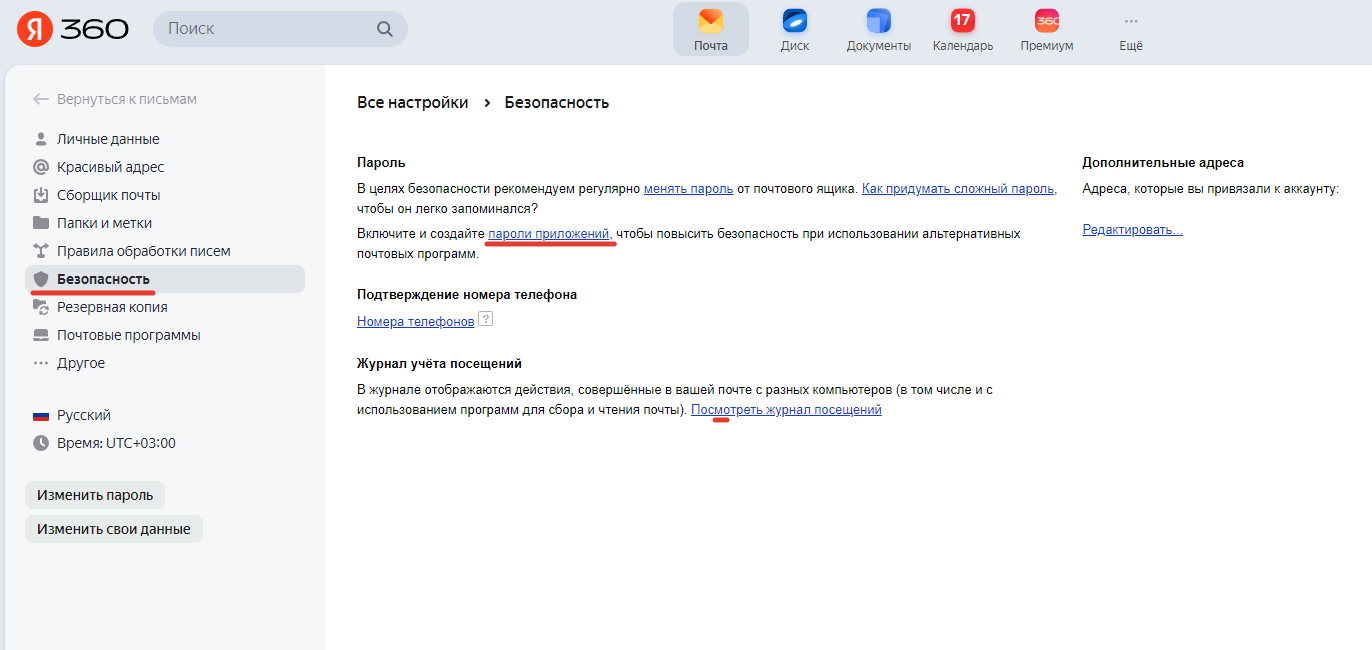 Я 360
Поиск
Почта
Диск
Документы
17
Календарь
360
Премиум
Ещё
Вернуться к письмам
Личные данные
Красивый адрес
Сборщик почты
Папки и метки
Правила обработки писем
Безопасность
Резервная копия
Почтовые программы
Другое
Русский
Время: UTC+03:00
Изменить пароль
Изменить свои данные
Все настройки › Безопасность
Пароль
В целях безопасности рекомендуем регулярно менять пароль от почтового ящика. Как придумать сложный пароль,
чтобы он легко запоминался?
Включите и создайте пароли приложений, чтобы повысить безопасность при использовании альтернативных
почтовых программ.
Подтверждение номера телефона
Номера телефонов ?
Журнал учёта посещений
В журнале отображаются действия, совершённые в вашей почте с разных компьютеров (в том числе и с
использованием программ для сбора и чтения почты). Посмотреть журнал посещений
Дополнительные адреса
Адреса, которые вы привязали к аккаунту:
Редактировать...